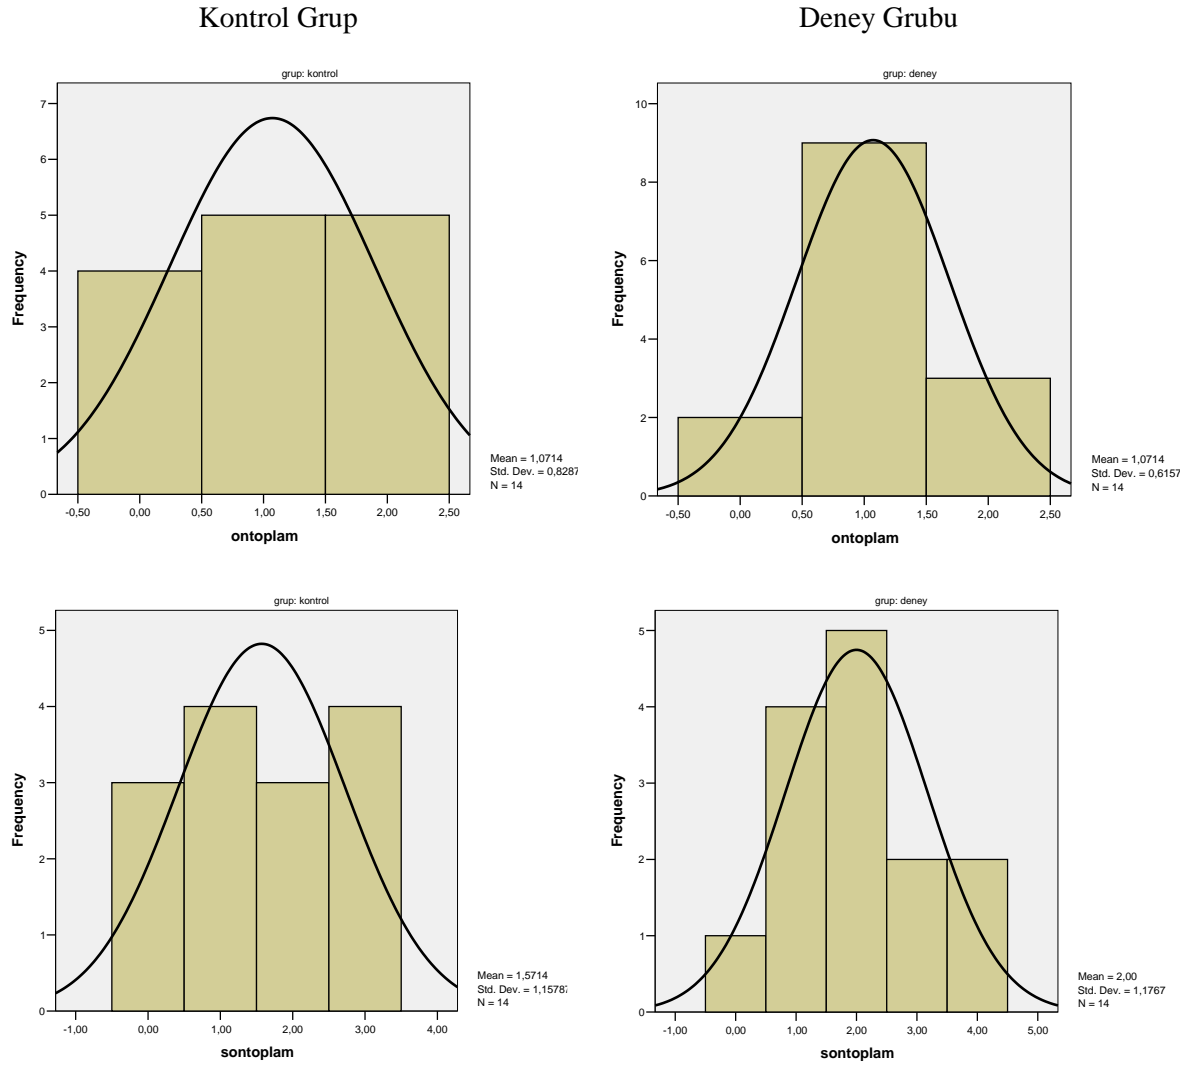 Kontrol Grup
Deney Grubu
grup: kontrol
7
6
5
4
3
2
1
0
Frequency
-0,50 0,00 0,50 1,00 1,50 2,00 2,50
ontoplam
Mean = 1,0714
Std. Dev. = 0,8287
N = 14
grup: deney
10
8
6
4
2
0
Frequency
-0,50 0,00 0,50 1,00 1,50 2,00 2,50
ontoplam
Mean = 1,0714
Std. Dev. = 0,6157
N = 14
grup: kontrol
5
4
3
2
1
0
Frequency
-1,00 0,00 1,00 2,00 3,00 4,00
sontoplam
Mean = 1,5714
Std. Dev. = 1,1578
N = 14
grup: deney
5
4
3
2
1
0
Frequency
-1,00 0,00 1,00 2,00 3,00 4,00 5,00
sontoplam
Mean = 2,00
Std. Dev. = 1,1767
N = 14